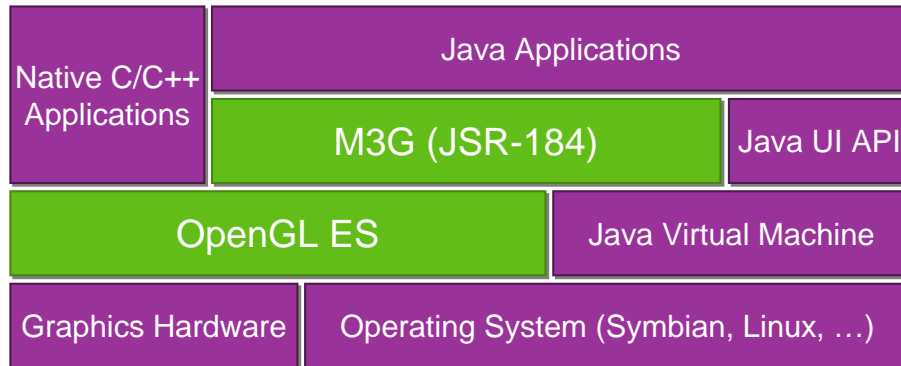 Native C/C++
Applications
Java Applications
M3G (JSR-184)
Java UI API
OpenGL ES
Java Virtual Machine
Graphics Hardware
Operating System (Symbian, Linux, …)